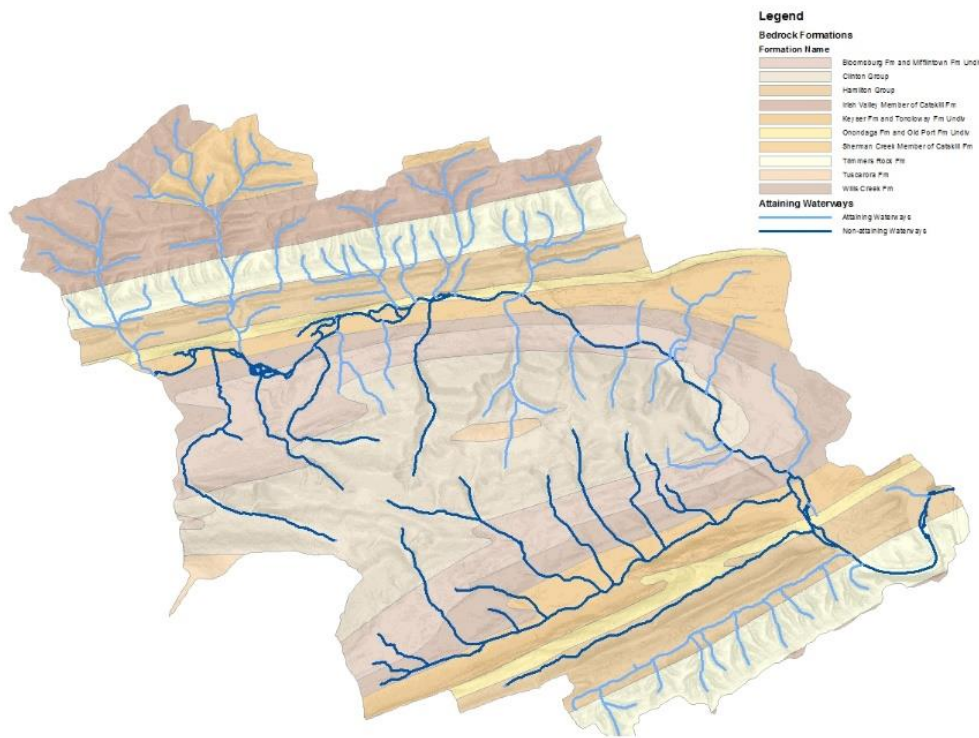 Legend
Bedrock Formations
Formation Name
Bloomsburg Fm and Mifflintown Fm Undiv
Clinton Group
Hamilton Group
Irish Valley Member of Catskill Fm
Keyser Fm and Tonoloway Fm Undiv
Onondaga Fm and Old Port Fm Undiv
Sherman Creek Member of Catskill Fm
Trimmers Rock Fm
Tuscarora Fm
Wills Creek Fm
Attaining Waterways
Attaining Waterways
Non-attaining Waterways